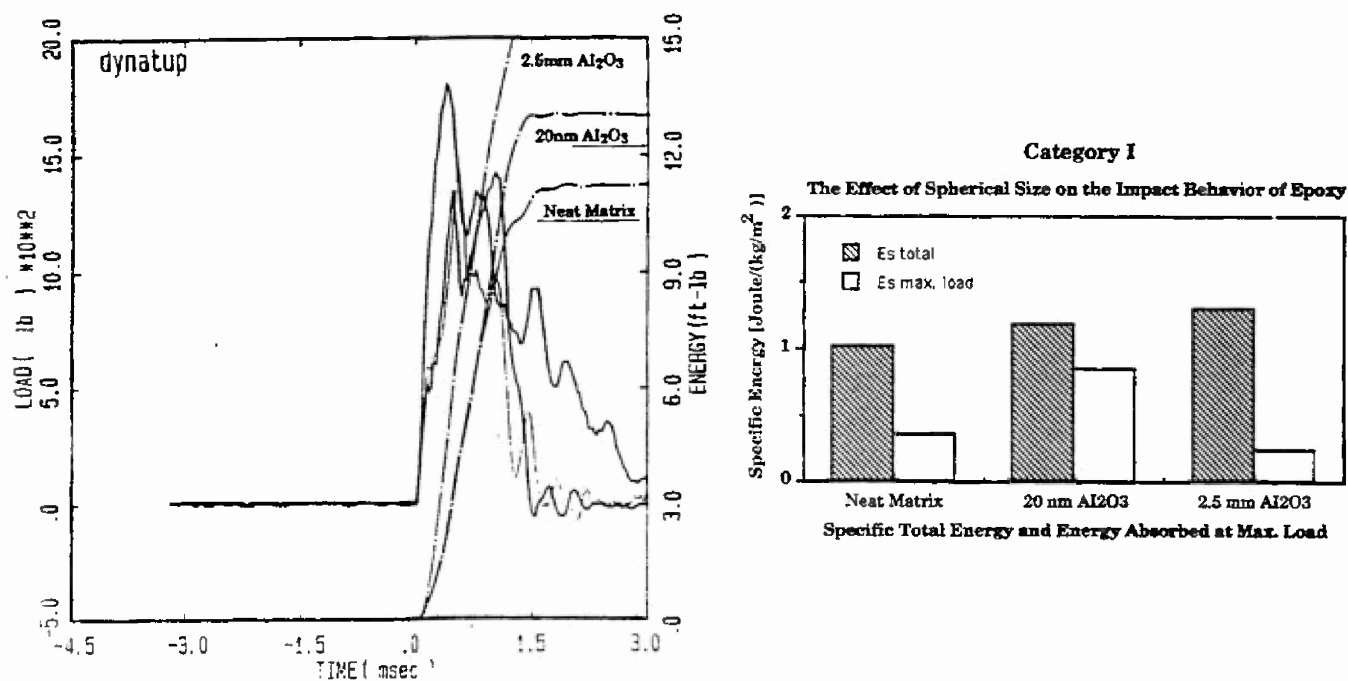 dynatup
2.5mm Al₂O₃
20nm Al₂O₃
Neat Matrix
LOAD( lb ) *10**2
20.0
15.0
10.0
5.0
.0
-5.0
ENERGY(ft-lb)
15.0
12.0
9.0
6.0
3.0
.0
-4.5 -3.0 -1.5 .0 1.5 3.0
TIME( msec )
Category I
The Effect of Spherical Size on the Impact Behavior of Epoxy
Specific Energy [Joule/(kg/m²)]
2
1
0
Es total
Es max. load
Neat Matrix 20 nm Al2O3 2.5 mm Al2O3
Specific Total Energy and Energy Absorbed at Max. Load